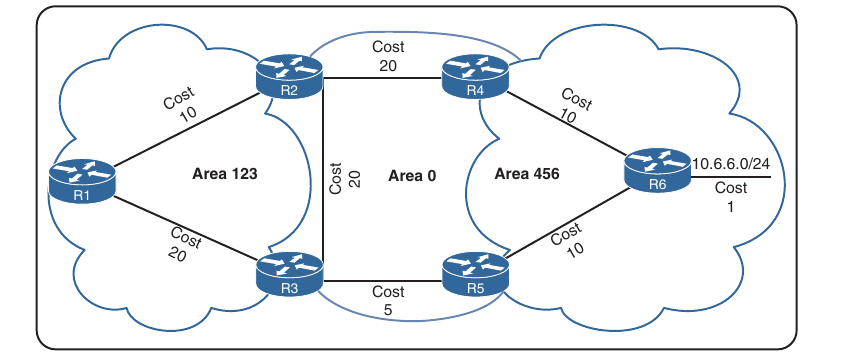 Cost
20
R2
R4
Cost
10
Cost
10
Area 123
Cost
20
Area 0
Area 456
R1
R6
10.6.6.0/24
Cost
1
Cost
20
Cost
10
R3
R5
Cost
5